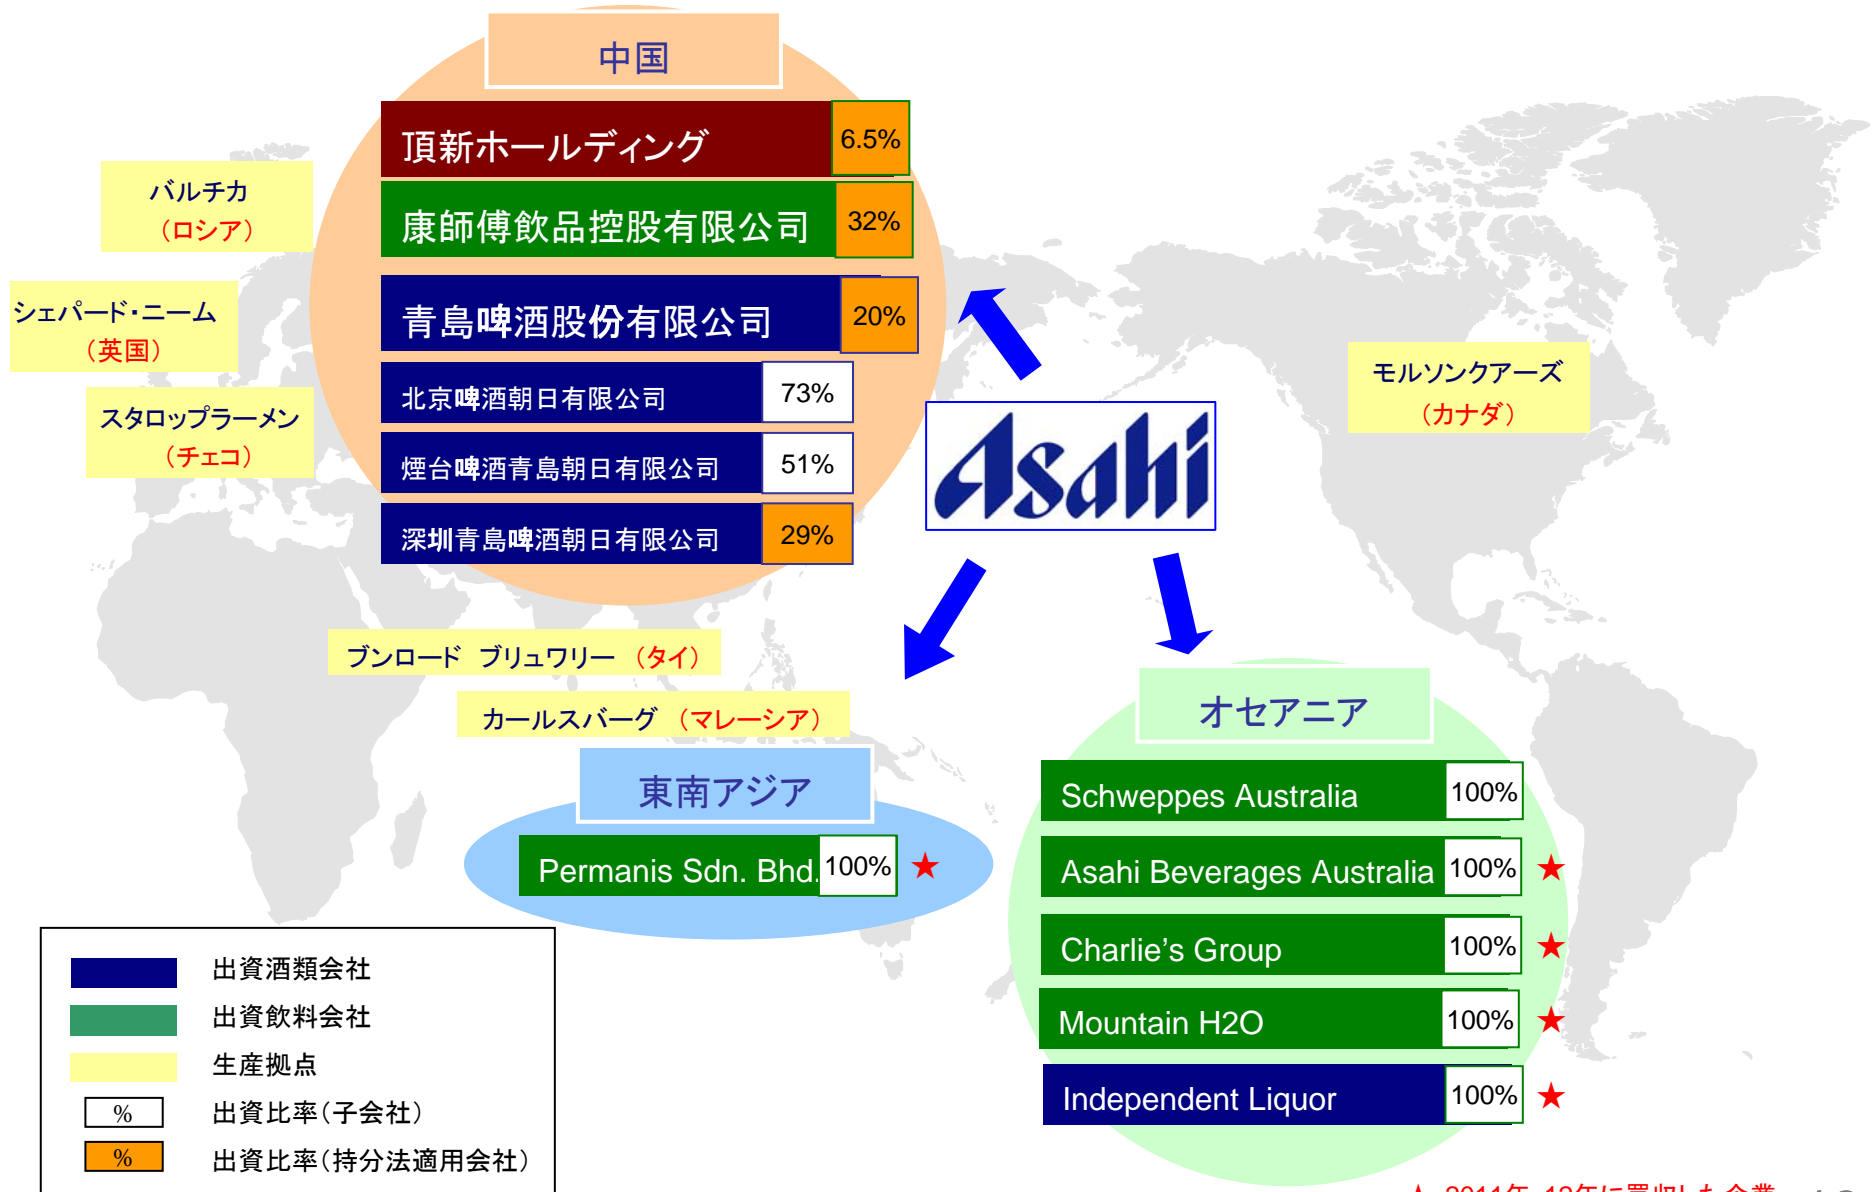 中国
頂新ホールディング 6.5%
康師傅飲品控股有限公司 32%
青島啤酒股份有限公司 20%
北京啤酒朝日有限公司 73%
煙台啤酒青島朝日有限公司 51%
深圳青島啤酒朝日有限公司 29%
バルチカ
（ロシア）
シェパード・ニーム
（英国）
スタロップラーメン
（チェコ）
Asahi
モルソンクアーズ
（カナダ）
ブンロード ブリュワリー （タイ）
カールスバーグ （マレーシア）
東南アジア
Permanis Sdn. Bhd. 100% ★
オセアニア
Schweppes Australia 100%
Asahi Beverages Australia 100% ★
Charlie’s Group 100% ★
Mountain H2O 100% ★
Independent Liquor 100% ★
出資酒類会社
出資飲料会社
生産拠点
% 出資比率（子会社）
% 出資比率（持分法適用会社）